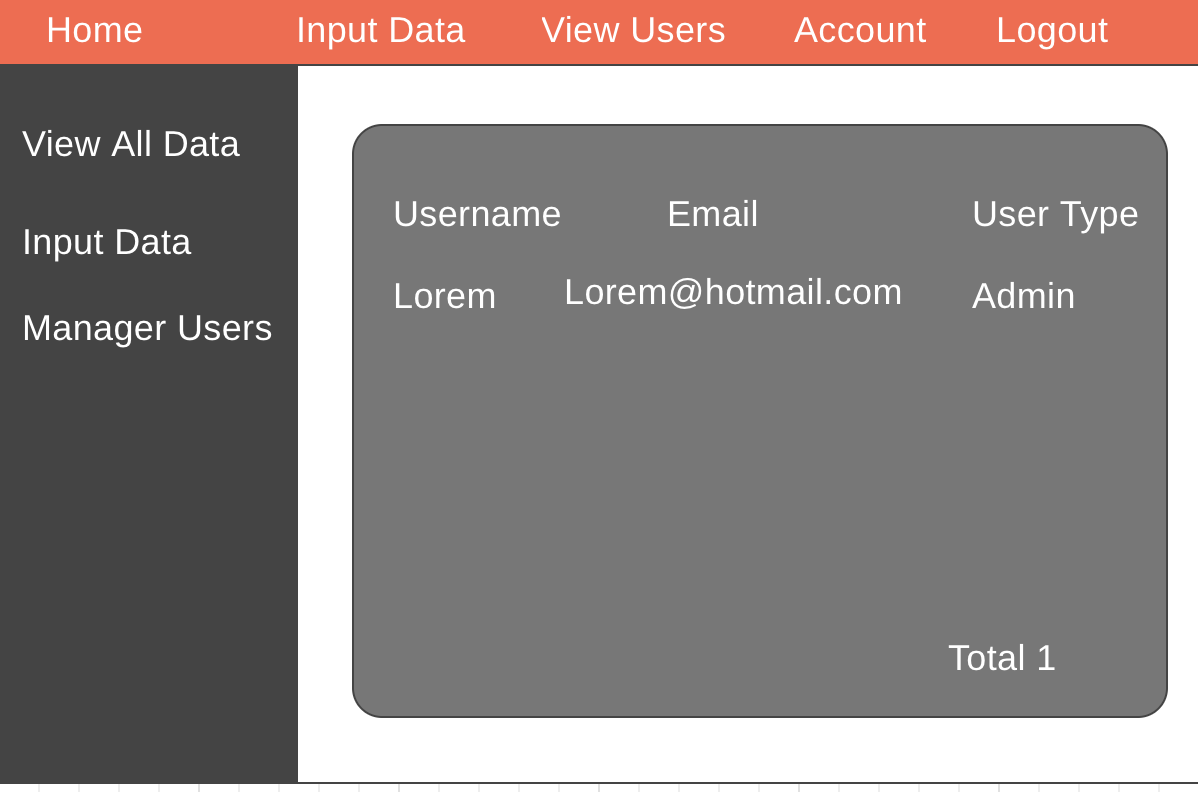 Home Input Data View Users Account Logout
View All Data
Input Data
Manager Users
Username Email User Type
Lorem Lorem@hotmail.com Admin
Total 1